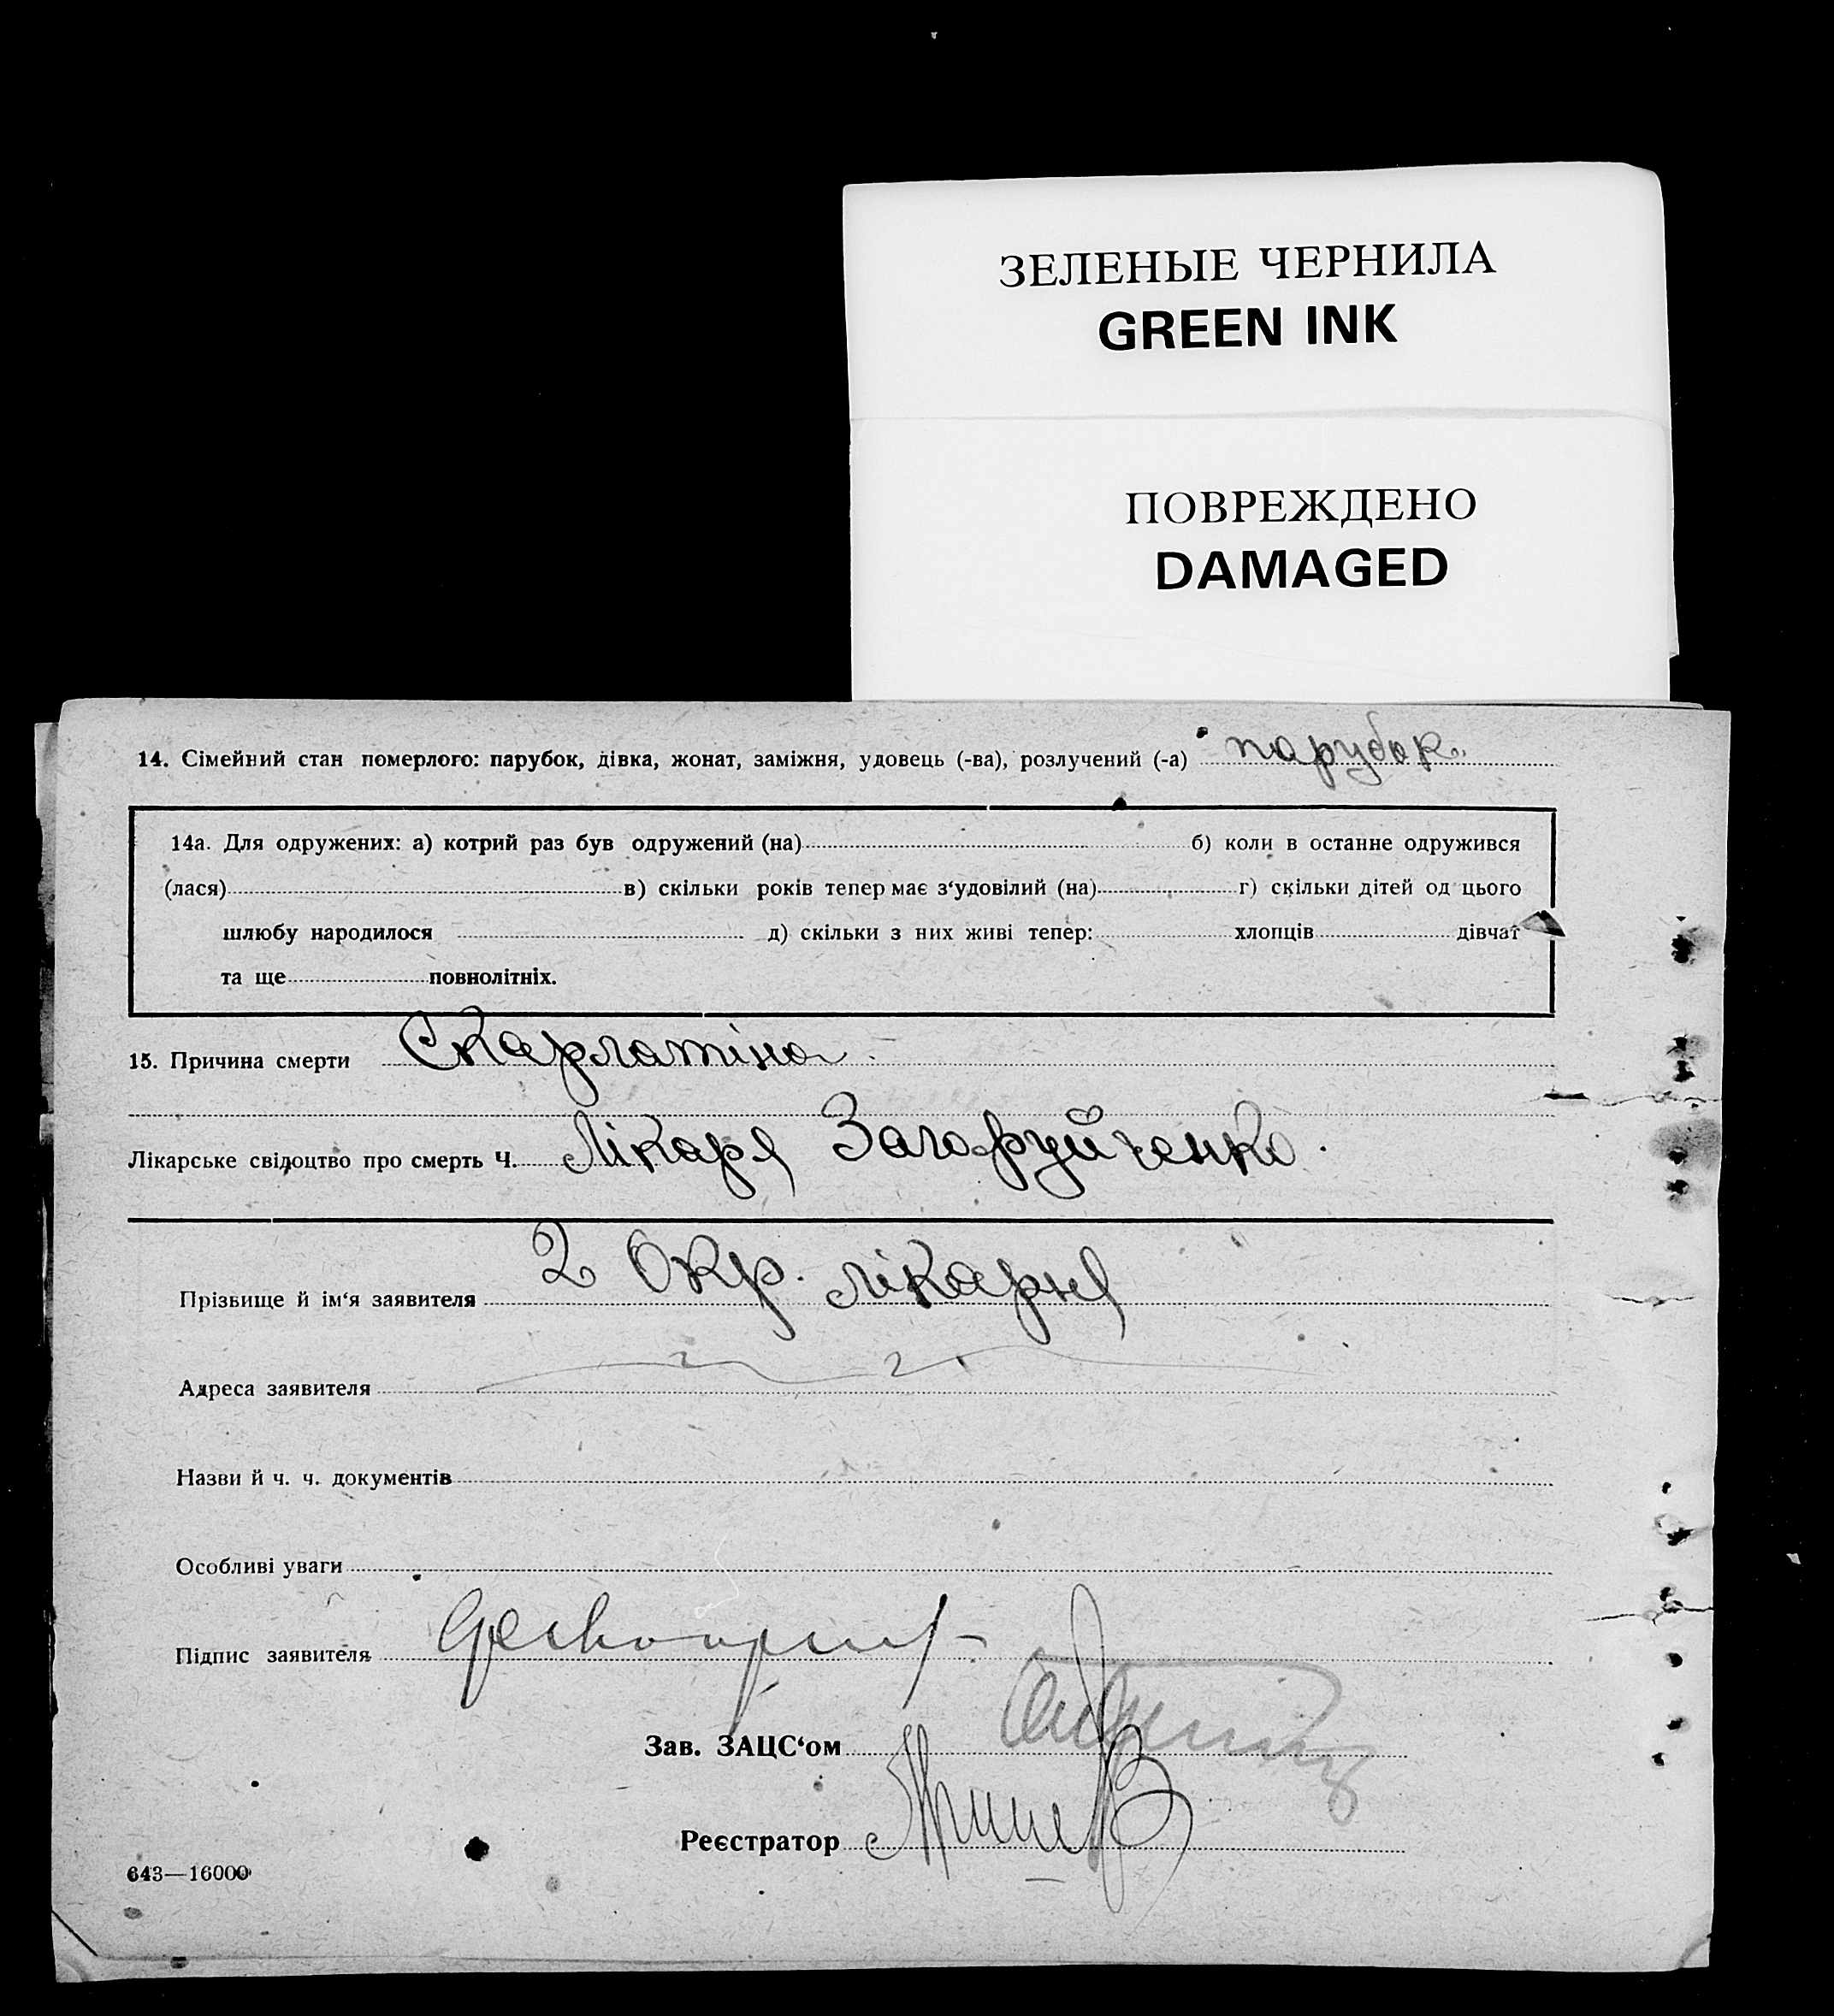 ЗЕЛЕНЫЕ ЧЕРНИЛА
GREEN INK
ПОВРЕЖДЕНО
DAMAGED
14. Сімейний стан померлого: парубок, дівка, жонат, заміжня, удовець (-ва), розлучений (-а) парубок
14а. Для одружених: а) котрий раз був одружений (на) б) коли в останне одружився
(лася) в) скільки років тепер має з‘удовілий (на) г) скільки дітей од цього
шлюбу народилося д) скільки з них живі тепер: хлопців дівчат
та ще повнолітніх.
15. Причина смерти Скарлатіна
Лікарське свідоцтво про смерть Ч. Лікаря Загоруйченко.
Прізвище й ім‘я заявителя 2 Окр. лікарня
Адреса заявителя
Назви й ч. ч. документів
Особливі уваги
Підпис заявителя
Зав. ЗАЦС‘ом
Реєстратор
643—16000